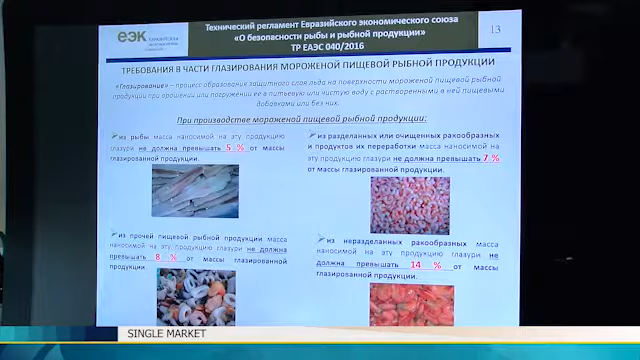 еэк
Технический регламент Евразийского экономического союза
«О безопасности рыбы и рыбной продукции»
ТР ЕАЭС 040/2016
13
ТРЕБОВАНИЯ В ЧАСТИ ГЛАЗИРОВАНИЯ МОРОЖЕНОЙ ПИЩЕВОЙ РЫБНОЙ ПРОДУКЦИИ
«Глазирование» – процесс образования защитного слоя льда на поверхности мороженой пищевой рыбной
продукции при орошении или погружении ее в питьевую или чистую воду с растворенными в ней пищевыми
добавками или без них.
При производстве мороженой пищевой рыбной продукции:
из рыбы масса наносимой на эту продукцию
глазури не должна превышать 5 % от массы
глазированной продукции.
из разделанных или очищенных ракообразных
и продуктов их переработки масса наносимой на
эту продукцию глазури не должна превышать 7 %
от массы глазированной продукции.
из прочей пищевой рыбной продукции масса
наносимой на эту продукцию глазури не должна
превышать 8 % от массы глазированной
продукции.
из неразделанных ракообразных масса
наносимой на эту продукцию глазури не
должна превышать 14 % от массы
глазированной продукции.
SINGLE MARKET